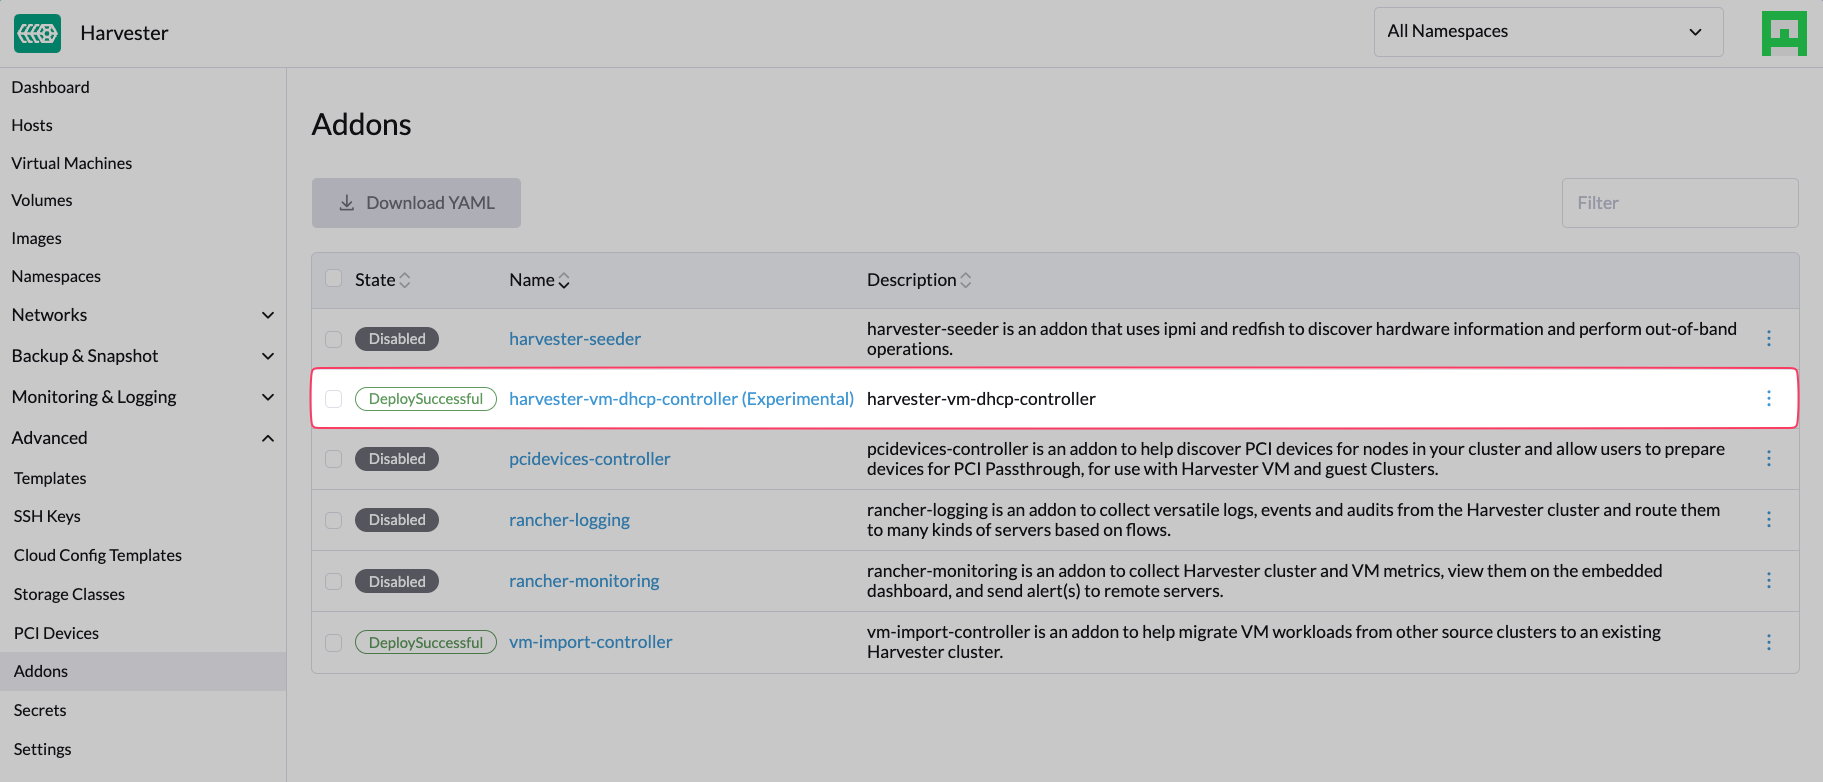 Harvester
All Namespaces
Dashboard
Hosts
Virtual Machines
Volumes
Images
Namespaces
Networks
Backup & Snapshot
Monitoring & Logging
Advanced
Templates
SSH Keys
Cloud Config Templates
Storage Classes
PCI Devices
Addons
Secrets
Settings
Addons
Download YAML
Filter
State Name Description
Disabled harvester-seeder harvester-seeder is an addon that uses ipmi and redfish to discover hardware information and perform out-of-band
operations.
DeploySuccessful harvester-vm-dhcp-controller (Experimental) harvester-vm-dhcp-controller
Disabled pcidevices-controller pcidevices-controller is an addon to help discover PCI devices for nodes in your cluster and allow users to prepare
devices for PCI Passthrough, for use with Harvester VM and guest Clusters.
Disabled rancher-logging rancher-logging is an addon to collect versatile logs, events and audits from the Harvester cluster and route them
to many kinds of servers based on flows.
Disabled rancher-monitoring rancher-monitoring is an addon to collect Harvester cluster and VM metrics, view them on the embedded
dashboard, and send alert(s) to remote servers.
DeploySuccessful vm-import-controller vm-import-controller is an addon to help migrate VM workloads from other source clusters to an existing
Harvester cluster.